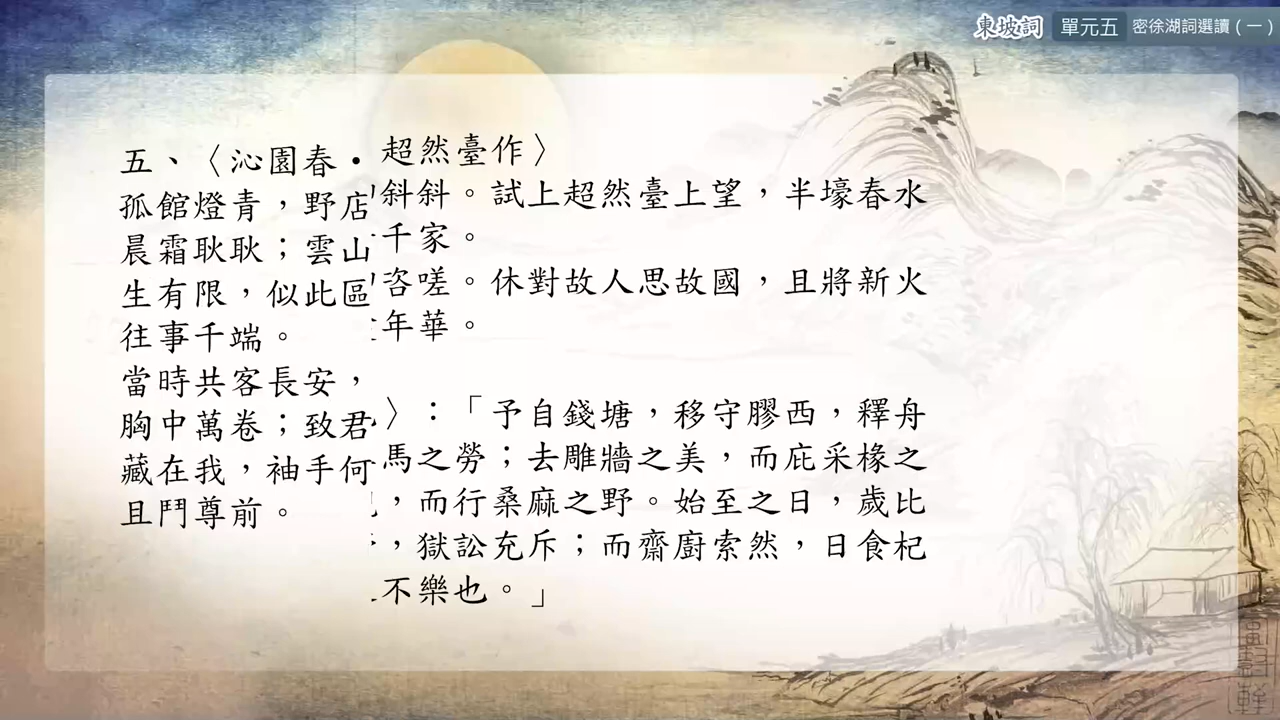 東坡詞 單元五 密徐湖詞選讀（一）
五、〈沁園春・
孤館燈青，野店
晨霜耿耿；雲山
生有限，似此區
往事千端。
當時共客長安，
胸中萬卷；致君
藏在我，袖手何
且鬥尊前。
超然臺作〉
斜斜。試上超然臺上望，半壕春水
千家。
咨嗟。休對故人思故國，且將新火
年華。
〉：「予自錢塘，移守膠西，釋舟
馬之勞；去雕牆之美，而庇采椽之
，而行桑麻之野。始至之日，歲比
，獄訟充斥；而齋廚索然，日食杞
不樂也。」